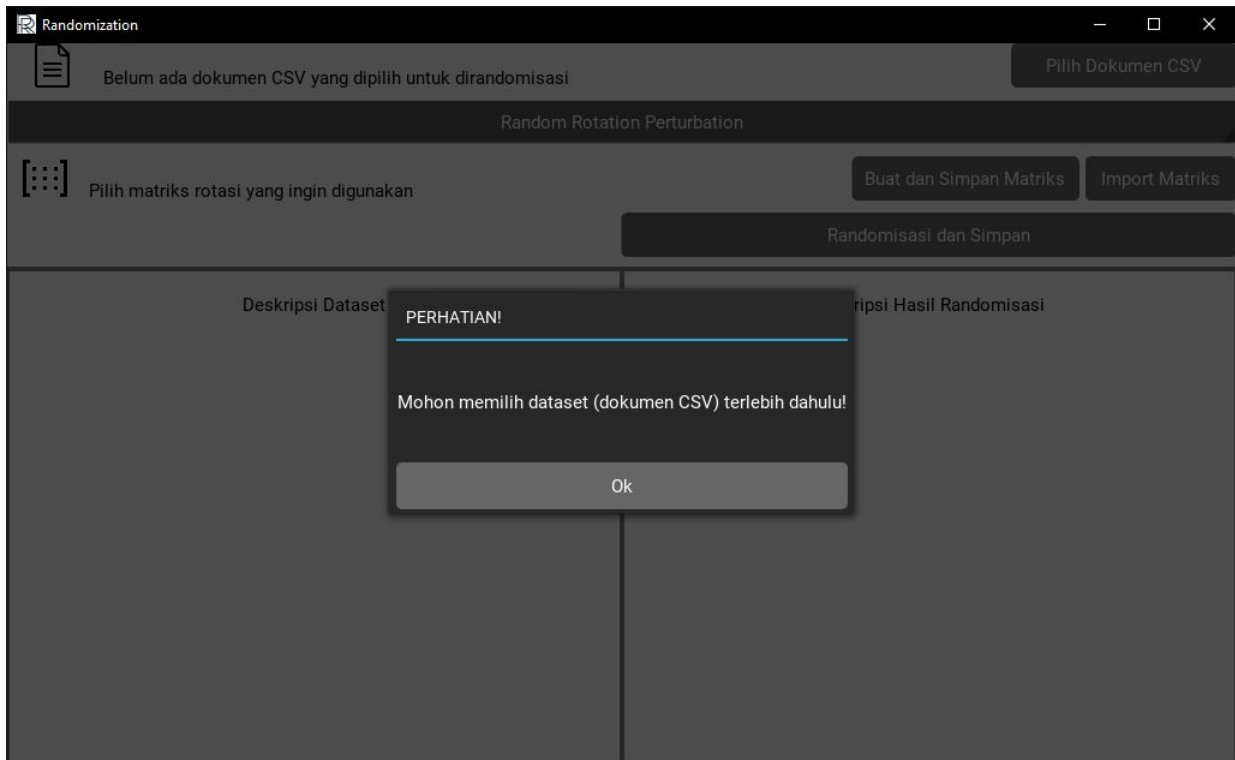 Randomization
Belum ada dokumen CSV yang dipilih untuk dirandomisasi
Pilih Dokumen CSV
Random Rotation Perturbation
Pilih matriks rotasi yang ingin digunakan
Buat dan Simpan Matriks
Import Matriks
Randomisasi dan Simpan
Deskripsi Dataset
ripsi Hasil Randomisasi
PERHATIAN!
Mohon memilih dataset (dokumen CSV) terlebih dahulu!
Ok